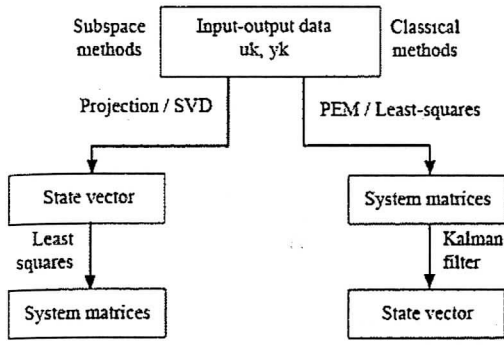 Subspace
methods
Input-output data
uk, yk
Classical
methods
Projection / SVD
PEM / Least-squares
State vector
System matrices
Least
squares
Kalman
filter
System matrices
State vector